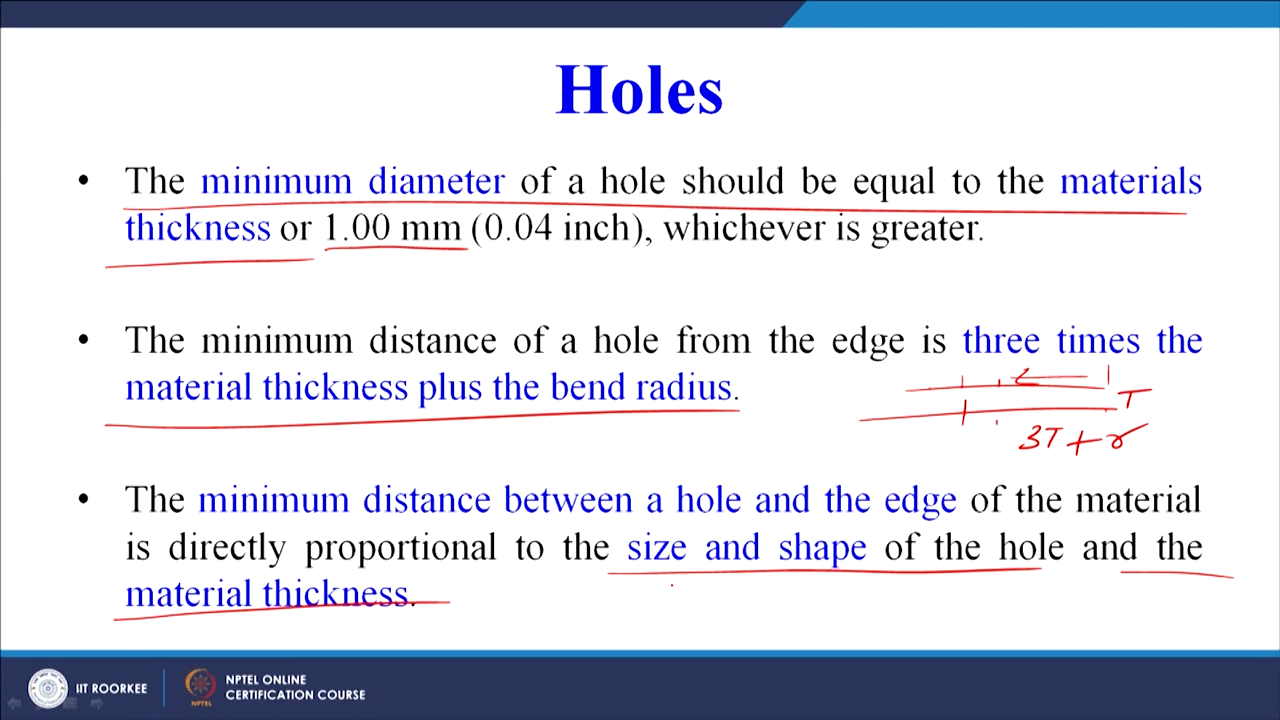 Holes
• The minimum diameter of a hole should be equal to the materials
thickness or 1.00 mm (0.04 inch), whichever is greater.
• The minimum distance of a hole from the edge is three times the
material thickness plus the bend radius.
T
3T + r
• The minimum distance between a hole and the edge of the material
is directly proportional to the size and shape of the hole and the
material thickness.
IIT ROORKEE
NPTEL
NPTEL ONLINE
CERTIFICATION COURSE